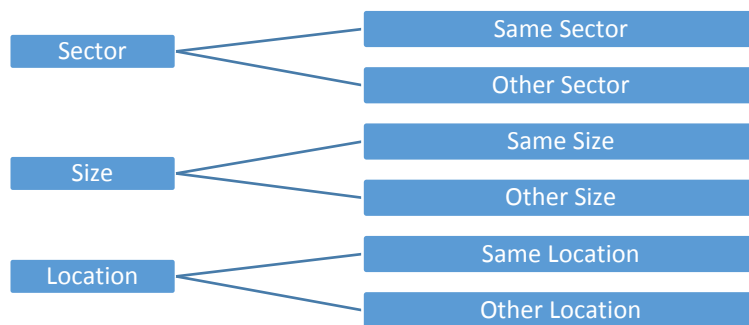 Sector
Same Sector
Other Sector
Size
Same Size
Other Size
Location
Same Location
Other Location